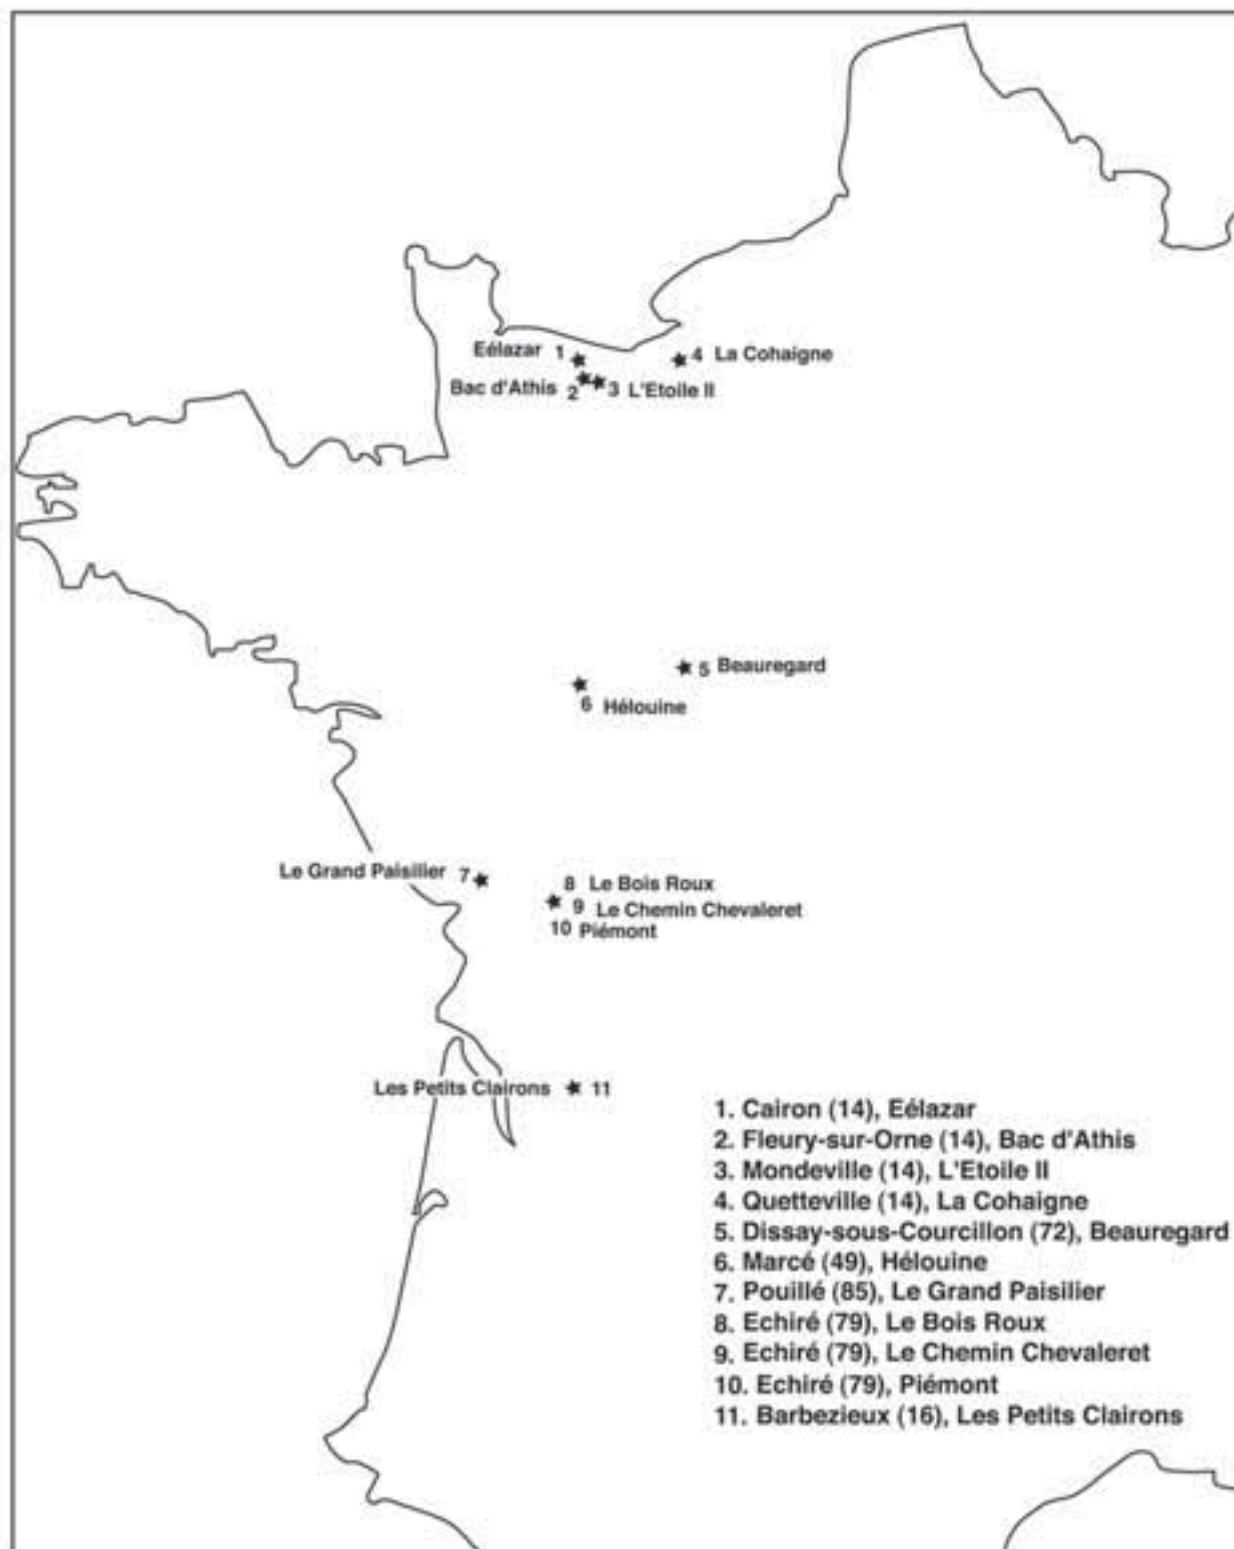 Eélazar 1
4 La Cohaigne
Bac d'Athis 2
3 L'Etoile II
5 Beauregard
6 Hélouine
Le Grand Paisilier 7
8 Le Bois Roux
9 Le Chemin Chevaleret
10 Piémont
Les Petits Clairons 11
1. Cairon (14), Eélazar
2. Fleury-sur-Orne (14), Bac d'Athis
3. Mondeville (14), L'Etoile II
4. Quetteville (14), La Cohaigne
5. Dissay-sous-Courcillon (72), Beauregard
6. Marcé (49), Hélouine
7. Pouillé (85), Le Grand Paisilier
8. Echiré (79), Le Bois Roux
9. Echiré (79), Le Chemin Chevaleret
10. Echiré (79), Piémont
11. Barbezieux (16), Les Petits Clairons